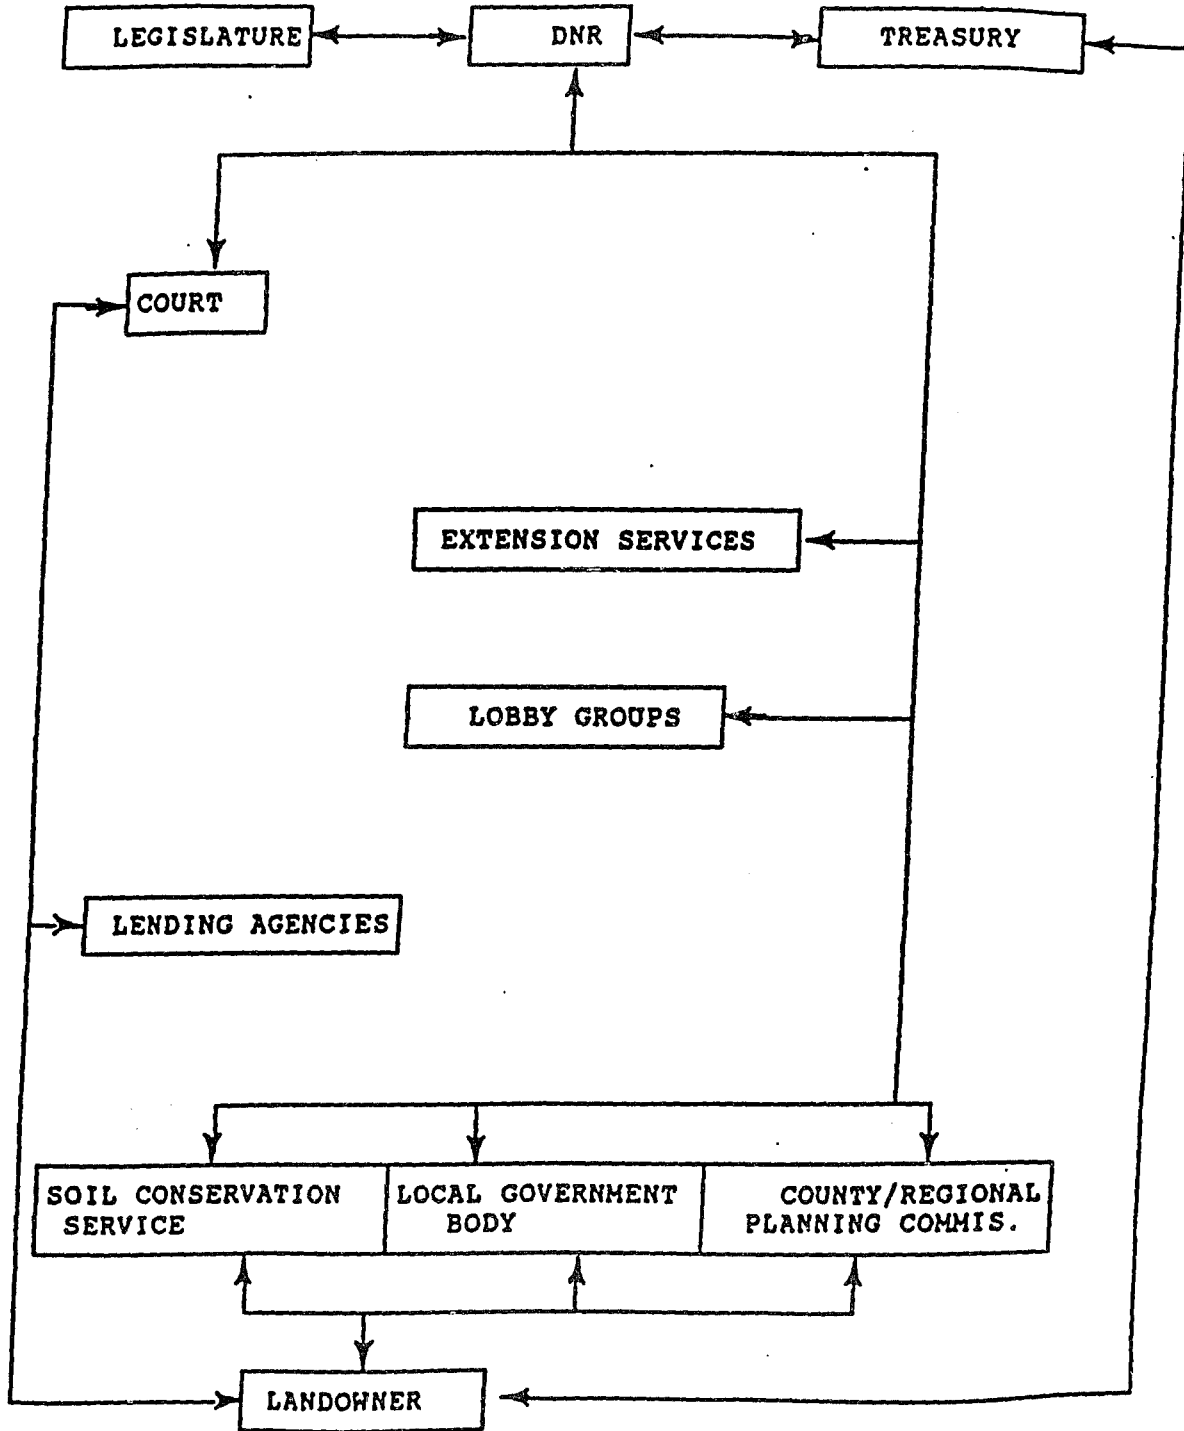 LEGISLATURE
DNR
TREASURY
COURT
EXTENSION SERVICES
LOBBY GROUPS
LENDING AGENCIES
SOIL CONSERVATION
SERVICE
LOCAL GOVERNMENT
BODY
COUNTY/REGIONAL
PLANNING COMMIS.
LANDOWNER